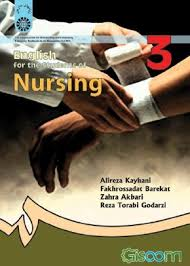 3
English
for the Students of
Nursing
Alireza Kayhani
Fakhrossadat Barekat
Zahra Akbari
Reza Torabi Godarzi
Gisoom